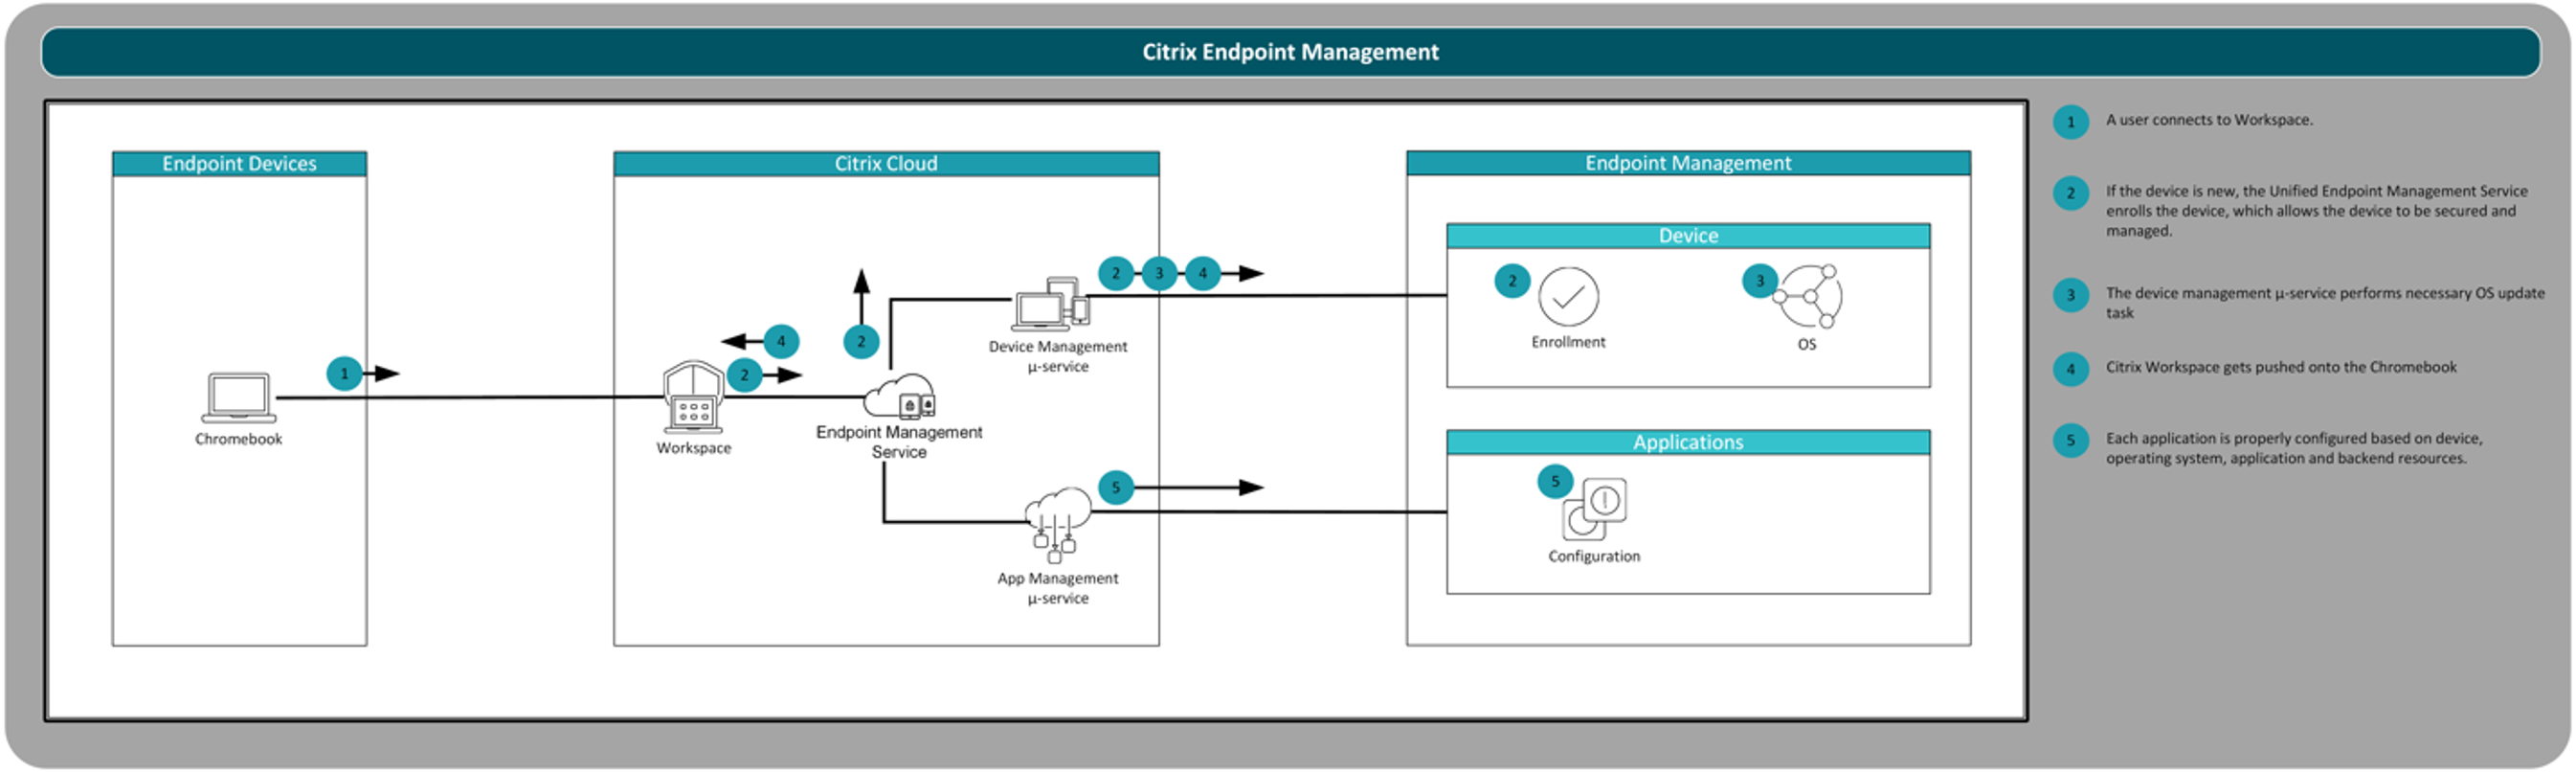 Citrix Endpoint Management
Endpoint Devices
1
Chromebook
Citrix Cloud
4
2
2
Workspace
Endpoint Management
Service
Device Management
μ-service
2 3 4
5
App Management
μ-service
Endpoint Management
Device
2
Enrollment
3
OS
Applications
5
Configuration
1 A user connects to Workspace.
2 If the device is new, the Unified Endpoint Management Service
enrolls the device, which allows the device to be secured and
managed.
3 The device management μ-service performs necessary OS update
task
4 Citrix Workspace gets pushed onto the Chromebook
5 Each application is properly configured based on device,
operating system, application and backend resources.